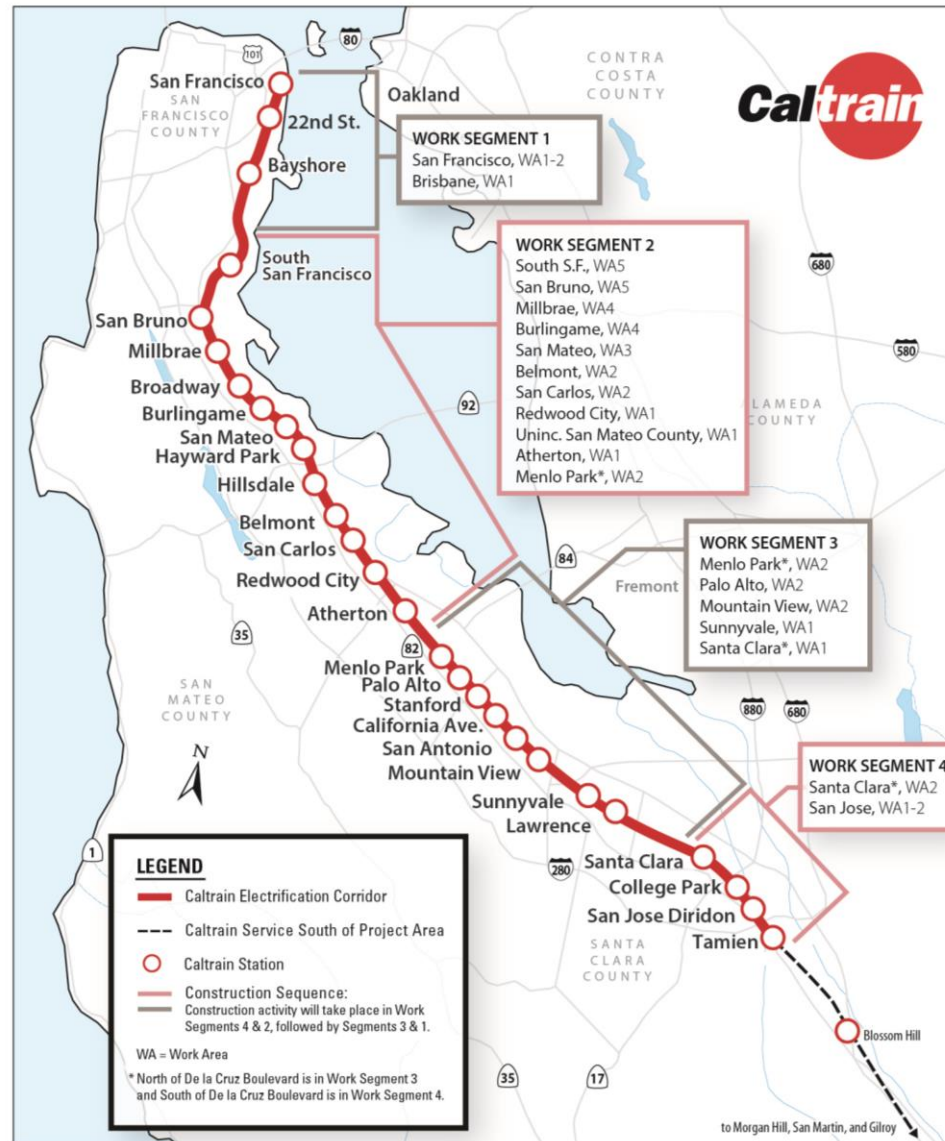 Caltrain
101
80
San Francisco
SAN
FRANCISCO
COUNTY
22nd St.
Bayshore
Oakland
CONTRA
COSTA
COUNTY
WORK SEGMENT 1
San Francisco, WA1-2
Brisbane, WA1
South
San Francisco
WORK SEGMENT 2
South S.F., WA5
San Bruno, WA5
Millbrae, WA4
Burlingame, WA4
San Mateo, WA3
Belmont, WA2
San Carlos, WA2
Redwood City, WA1
Uninc. San Mateo County, WA1
Atherton, WA1
Menlo Park*, WA2
680
580
ALAMEDA
COUNTY
92
San Bruno
Millbrae
Broadway
Burlingame
San Mateo
Hayward Park
Hillsdale
Belmont
San Carlos
Redwood City
Atherton
84
Fremont
WORK SEGMENT 3
Menlo Park*, WA2
Palo Alto, WA2
Mountain View, WA2
Sunnyvale, WA1
Santa Clara*, WA1
35
82
SAN
MATEO
COUNTY
N
Menlo Park
Palo Alto
Stanford
California Ave.
San Antonio
Mountain View
Sunnyvale
Lawrence
880
680
WORK SEGMENT 4
Santa Clara*, WA2
San Jose, WA1-2
280
Santa Clara
College Park
San Jose Diridon
Tamien
SANTA
CLARA
COUNTY
1
LEGEND
Caltrain Electrification Corridor
Caltrain Service South of Project Area
Caltrain Station
Construction Sequence:
Construction activity will take place in Work
Segments 4 & 2, followed by Segments 3 & 1.
WA = Work Area
* North of De la Cruz Boulevard is in Work Segment 3
and South of De la Cruz Boulevard is in Work Segment 4.
35
17
Blossom Hill
to Morgan Hill, San Martin, and Gilroy